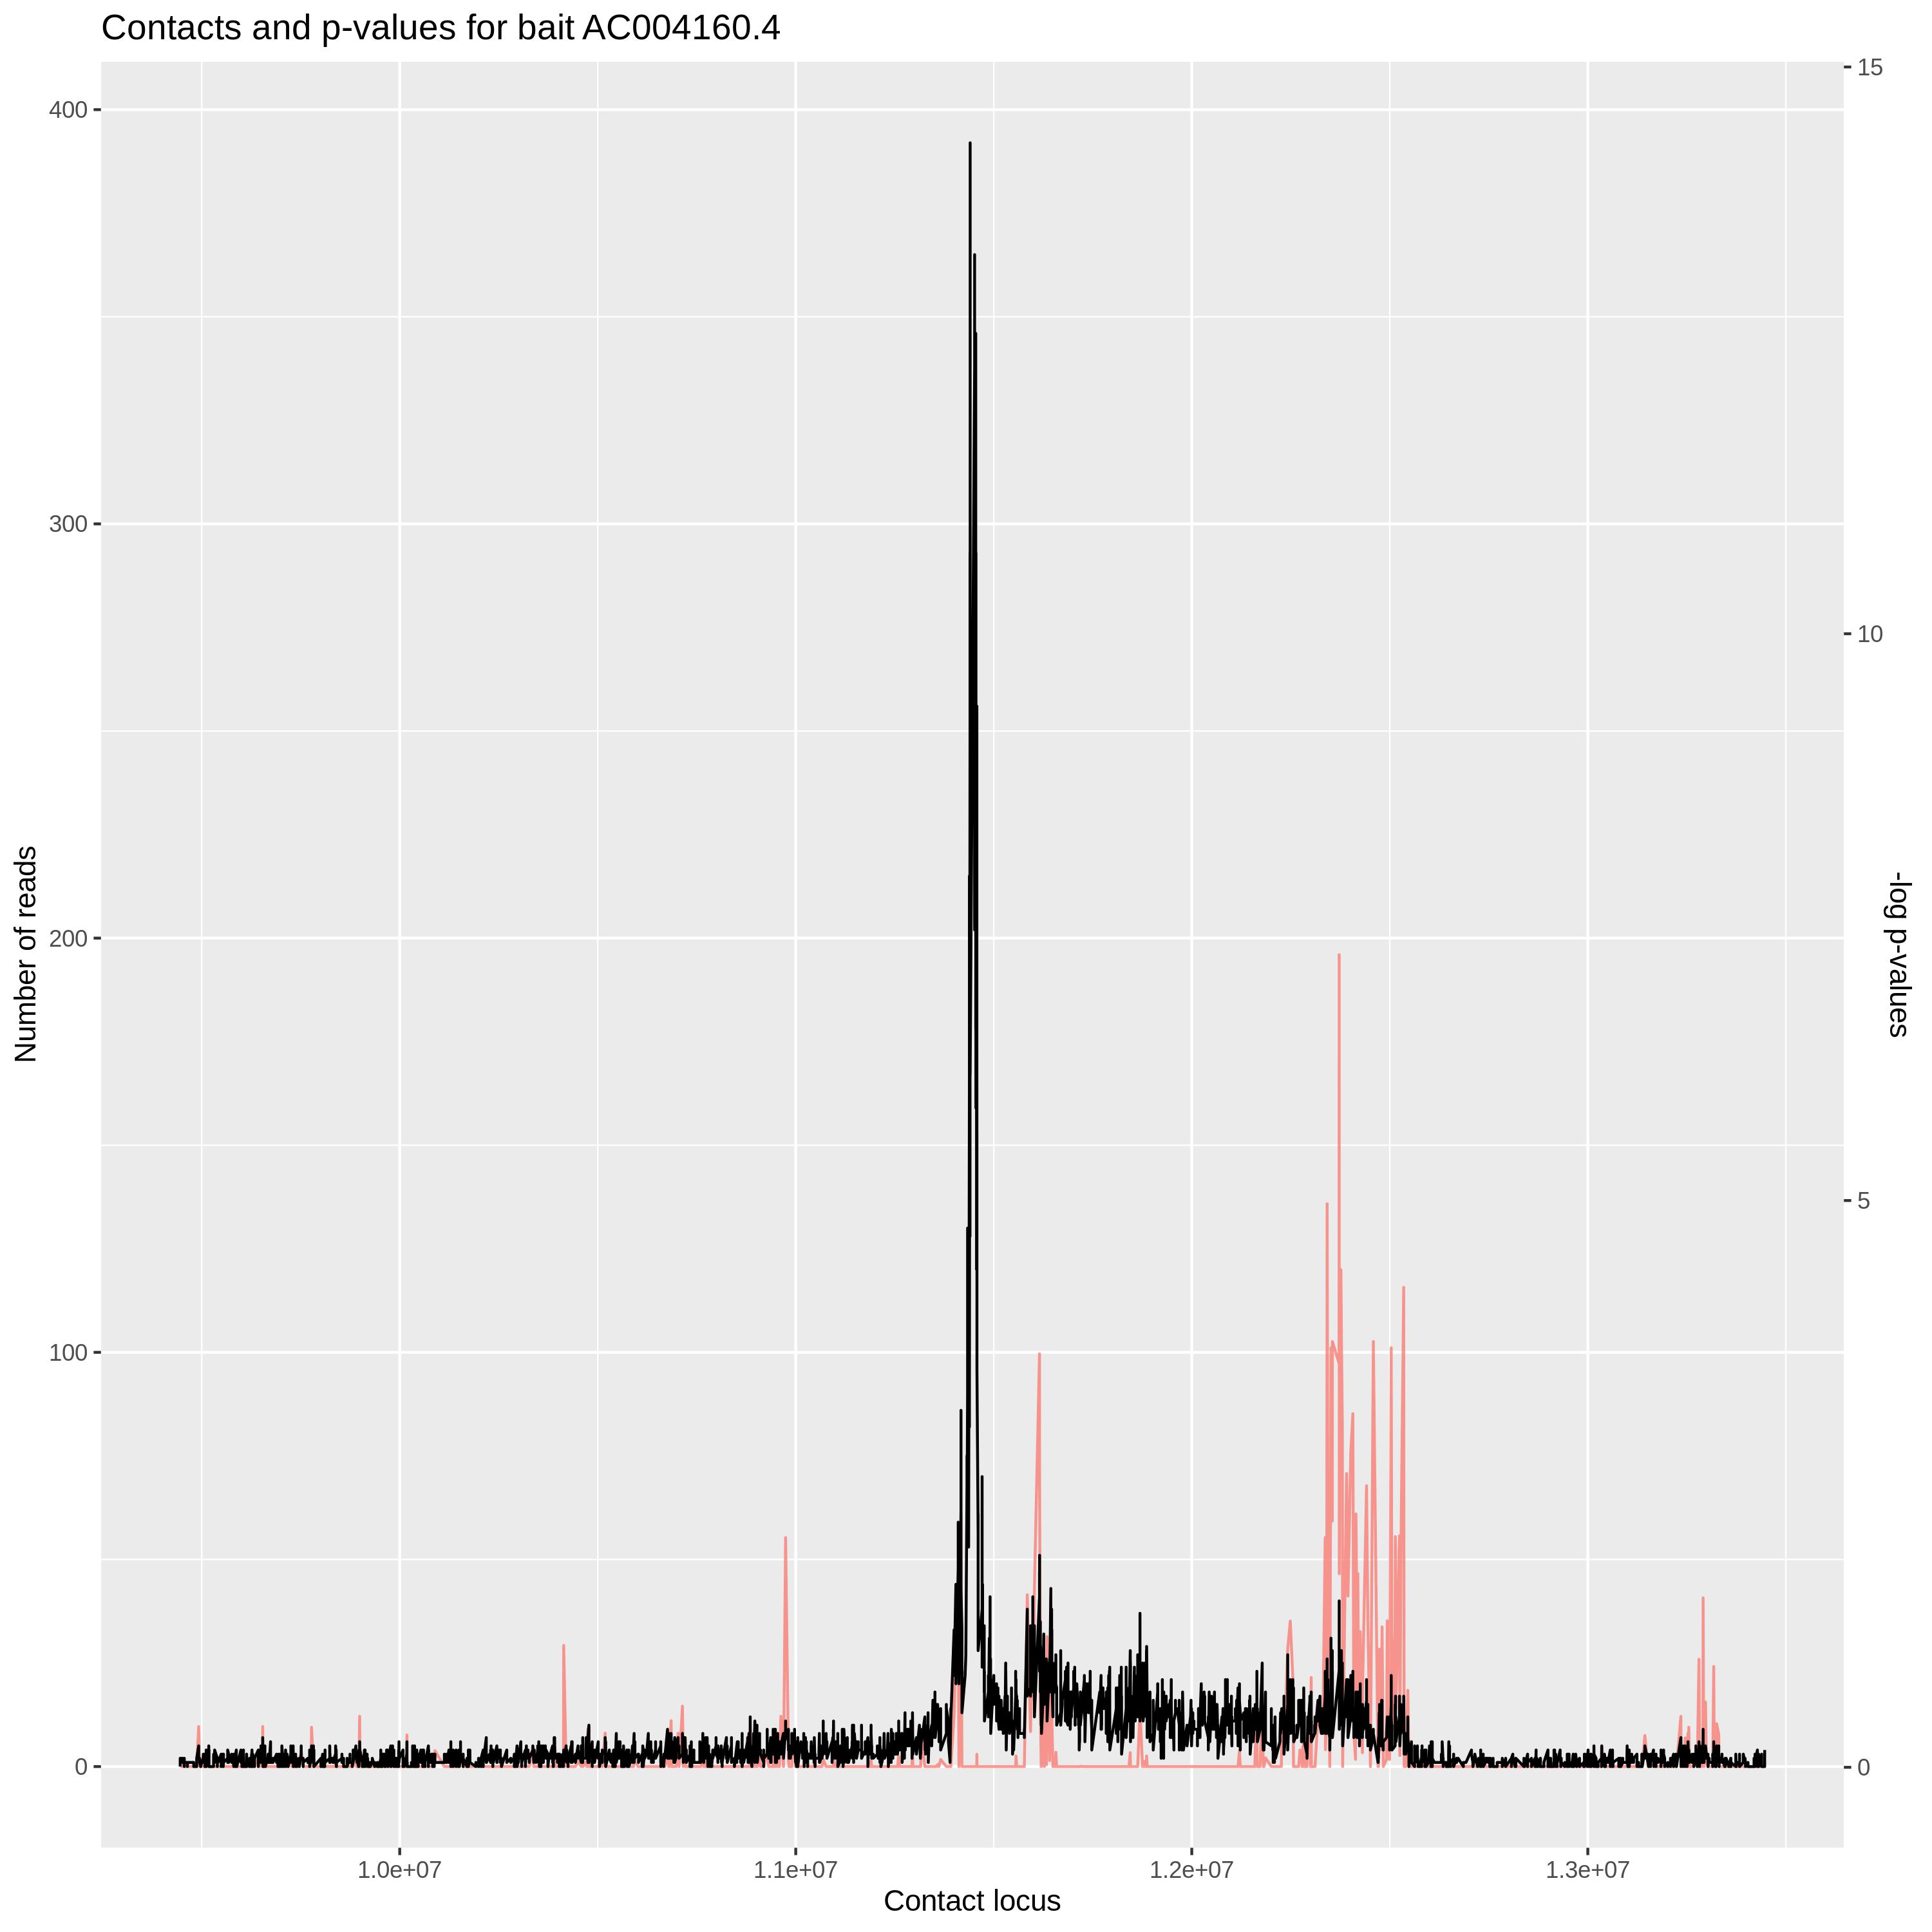 Contacts and p-values for bait AC004160.4
400
300
200
100
0
Number of reads
15
10
5
0
-log p-values
1.0e+07
1.1e+07
1.2e+07
1.3e+07
Contact locus